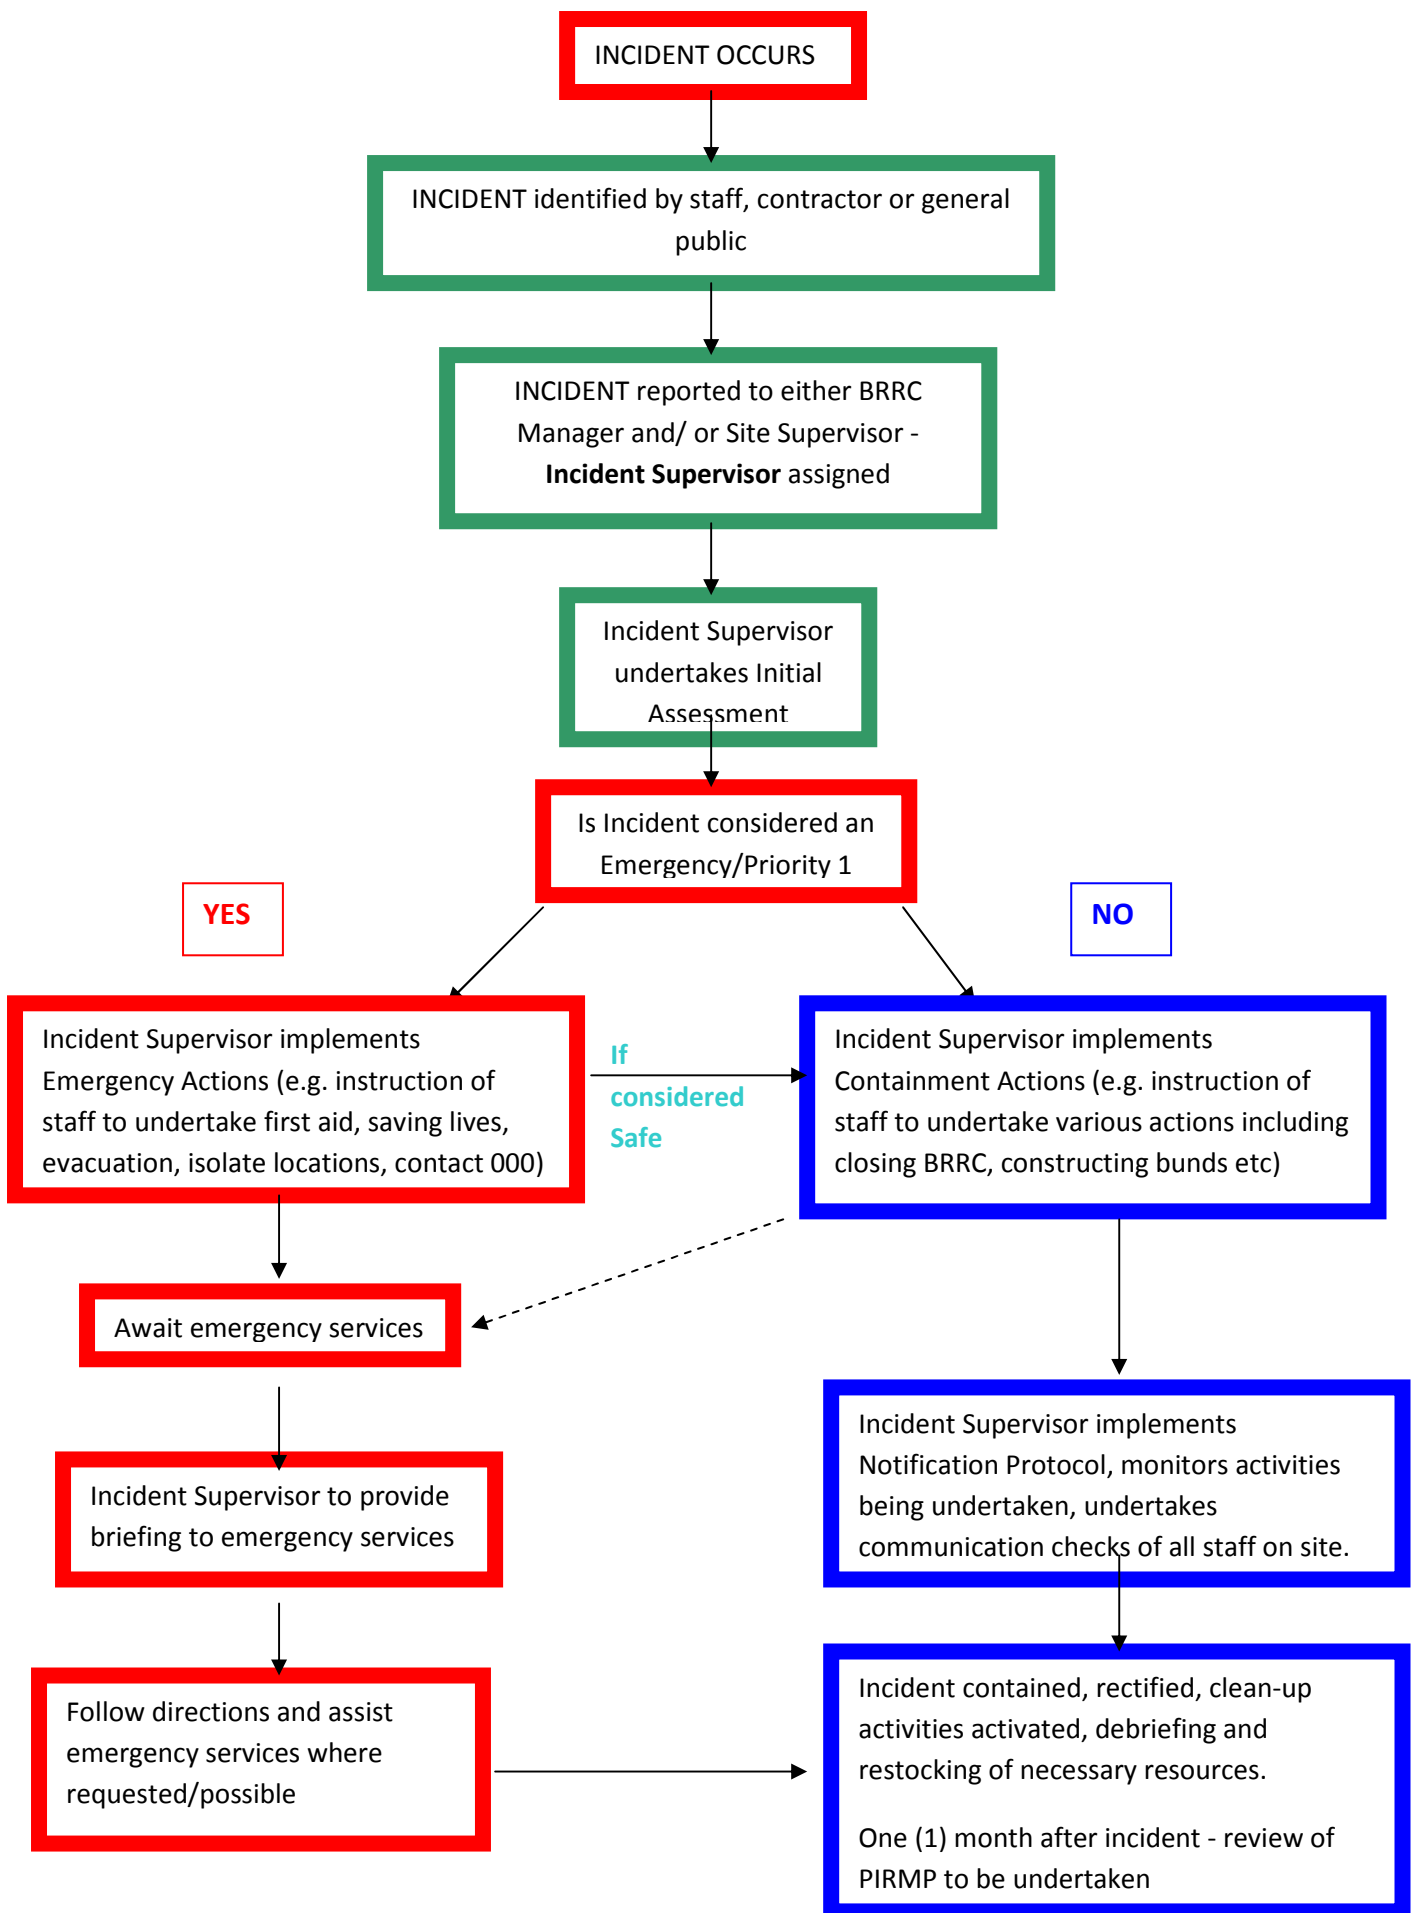 INCIDENT OCCURS
INCIDENT identified by staff, contractor or general
public
INCIDENT reported to either BRRC
Manager and/ or Site Supervisor -
Incident Supervisor assigned
Incident Supervisor
undertakes Initial
Assessment
Is Incident considered an
Emergency/Priority 1
YES
NO
Incident Supervisor implements
Emergency Actions (e.g. instruction of
staff to undertake first aid, saving lives,
evacuation, isolate locations, contact 000)
If
considered
Safe
Incident Supervisor implements
Containment Actions (e.g. instruction of
staff to undertake various actions including
closing BRRC, constructing bunds etc)
Await emergency services
Incident Supervisor to provide
briefing to emergency services
Incident Supervisor implements
Notification Protocol, monitors activities
being undertaken, undertakes
communication checks of all staff on site.
Follow directions and assist
emergency services where
requested/possible
Incident contained, rectified, clean-up
activities activated, debriefing and
restocking of necessary resources.
One (1) month after incident - review of
PIRMP to be undertaken